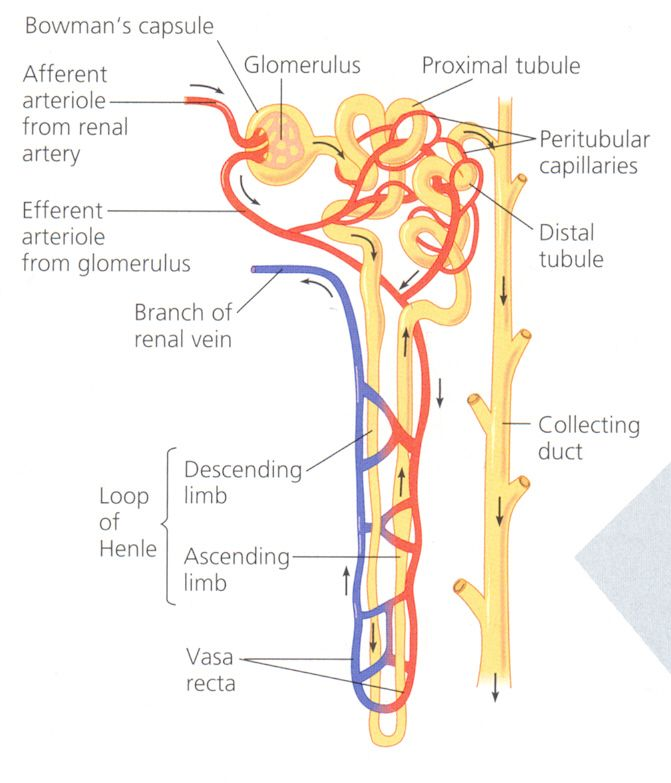 Bowman's capsule
Glomerulus
Proximal tubule
Afferent
arteriole
from renal
artery
Peritubular
capillaries
Efferent
arteriole
from glomerulus
Distal
tubule
Branch of
renal vein
Collecting
duct
Descending
limb
Loop
of
Henle
Ascending
limb
Vasa
recta